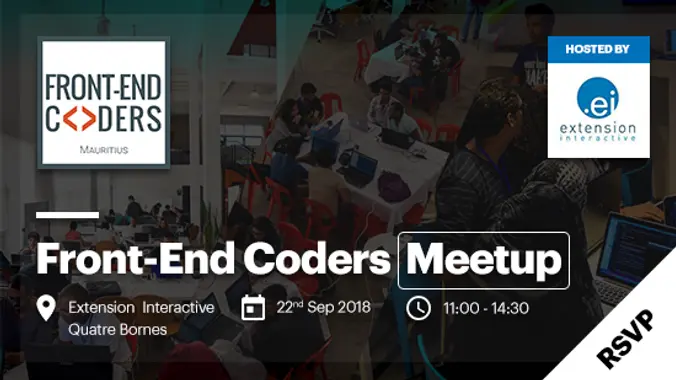 FRONT-END
C<>DERS
MAURITIUS
HOSTED BY
.ei
extension
interactive
Front-End Coders Meetup
Extension Interactive
Quatre Bornes
22nd Sep 2018
11:00 - 14:30
RSVP